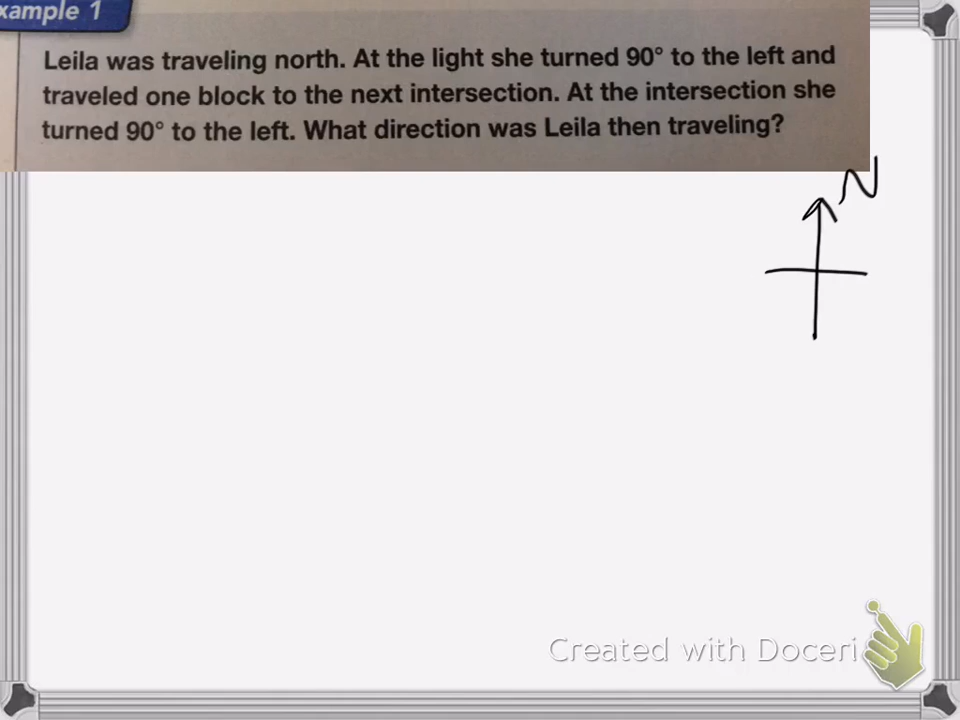 xample 1
Leila was traveling north. At the light she turned 90° to the left and
traveled one block to the next intersection. At the intersection she
turned 90° to the left. What direction was Leila then traveling?
N
Created with Doceri